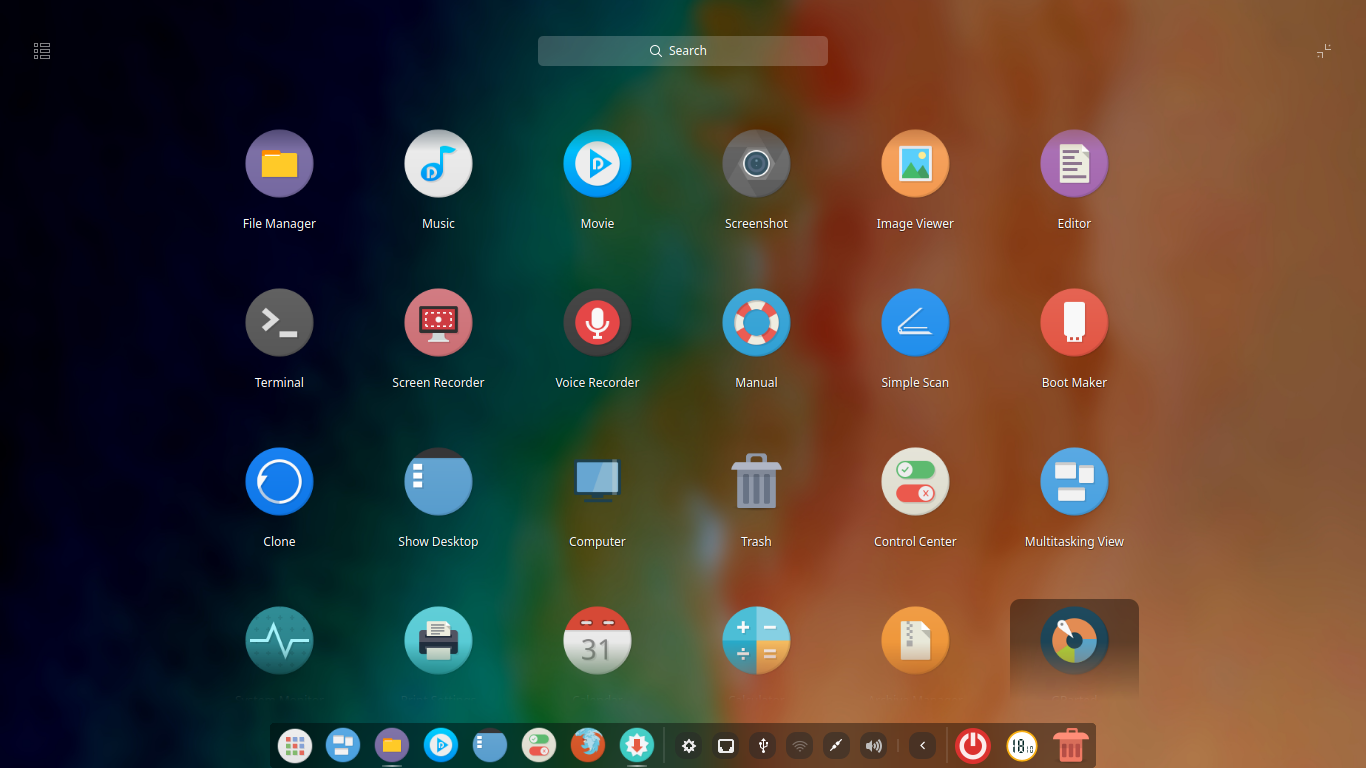 Search
File Manager
Music
Movie
Screenshot
Image Viewer
Editor
Terminal
Screen Recorder
Voice Recorder
Manual
Simple Scan
Boot Maker
Clone
Show Desktop
Computer
Trash
Control Center
Multitasking View
31
18 10